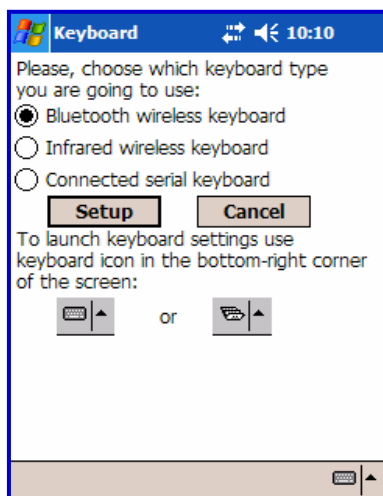 Keyboard 10:10
Please, choose which keyboard type
you are going to use:
Bluetooth wireless keyboard
Infrared wireless keyboard
Connected serial keyboard
Setup Cancel
To launch keyboard settings use
keyboard icon in the bottom-right corner
of the screen:
or